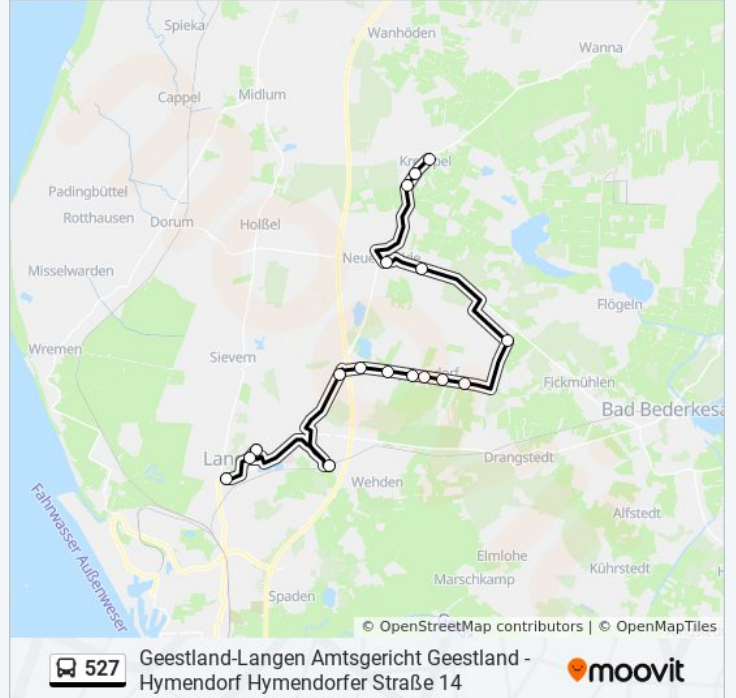 Spieka
Wanhöden
Wanna
Cappel
Midlum
Padingbüttel
Rotthausen
Dorum
Holßel
Misselwarden
Flögeln
Wremen
Sievern
Fickmühlen
Bad Bederkesa
Drangstedt
Wehden
Alfstedt
Fahrwasser Außenweser
Elmlohe
Kührstedt
Marschkamp
Spaden
© OpenStreetMap contributors | © OpenMapTiles
527
Geestland-Langen Amtsgericht Geestland -
Hymendorf Hymendorfer Straße 14
moovit